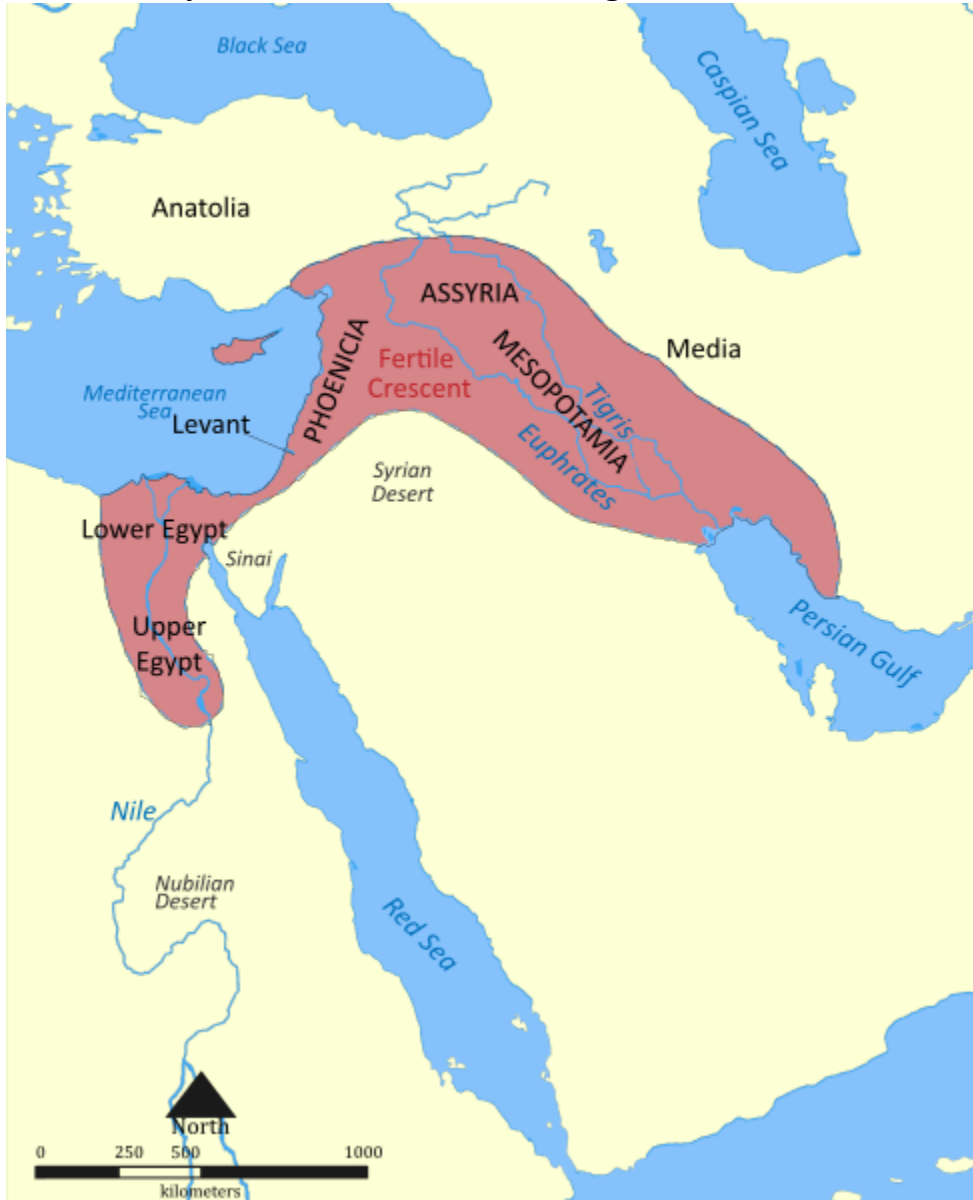 Black Sea
Caspian Sea
Anatolia
ASSYRIA
Media
PHOENICIA
Fertile
Crescent
MESOPOTAMIA
Tigris
Euphrates
Mediterranean
Sea
Levant
Syrian
Desert
Lower Egypt
Sinai
Upper
Egypt
Persian Gulf
Nile
Nubilian
Desert
Red Sea
North
0 250 500 1000
kilometers